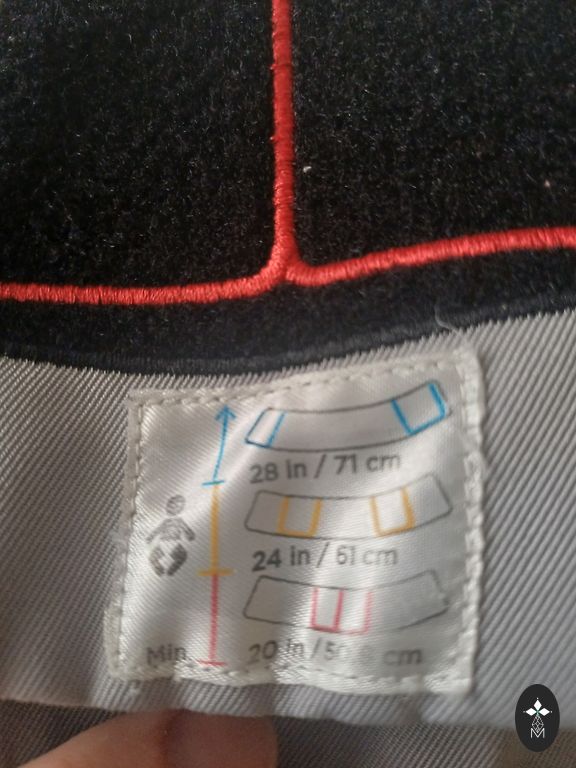 28 in / 71 cm
24 in / 61 cm
Min
20 in / cm
M